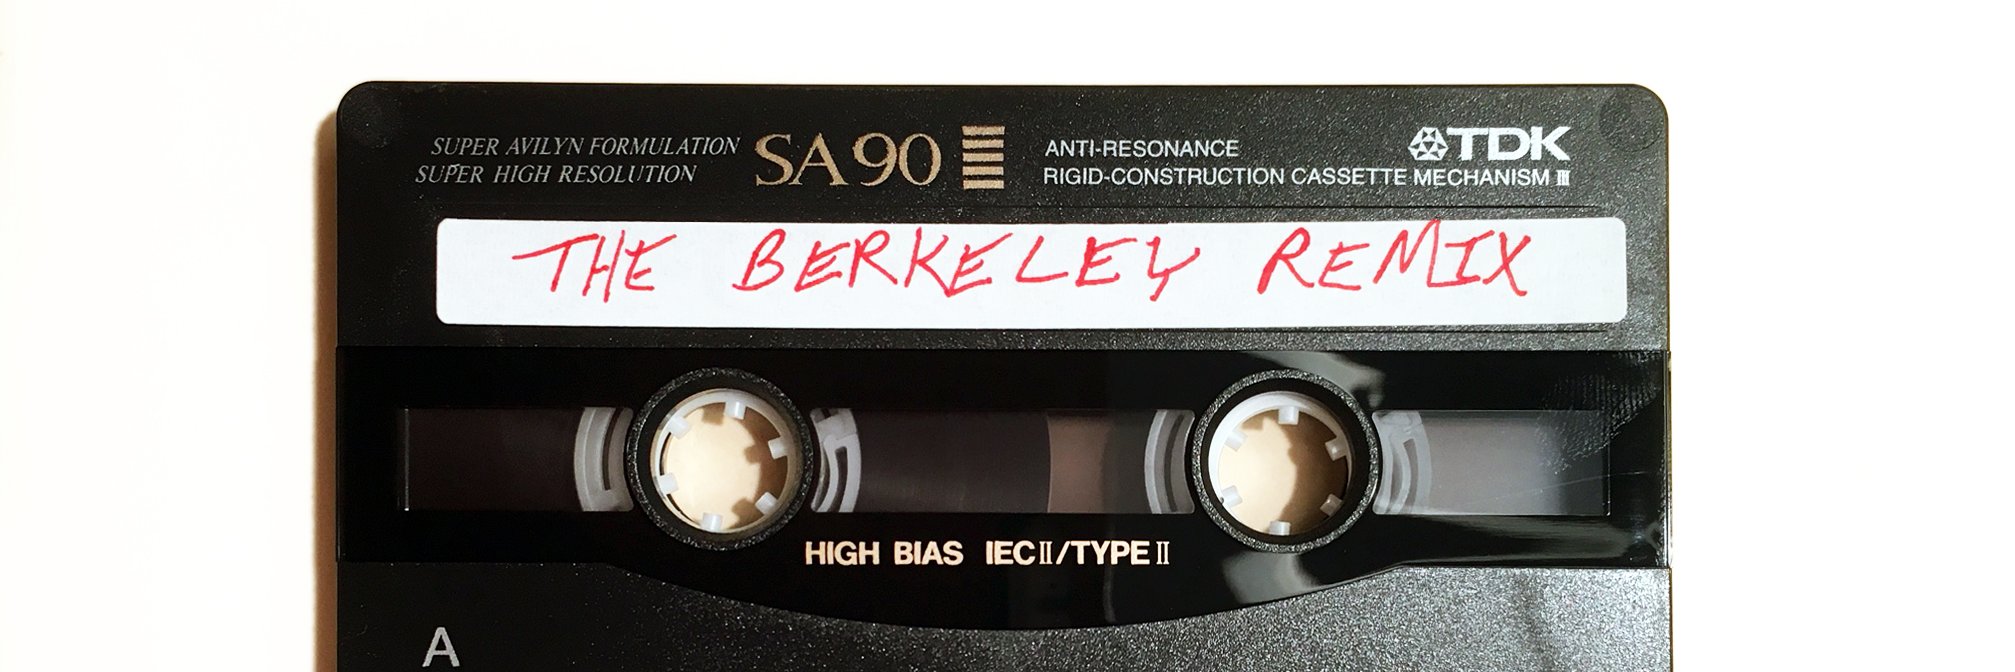 SUPER AVILYN FORMULATION
SUPER HIGH RESOLUTION
SA90
ANTI-RESONANCE
RIGID-CONSTRUCTION CASSETTE MECHANISM III
TDK
THE BERKELEY REMIX
HIGH BIAS IECII/TYPE II
A